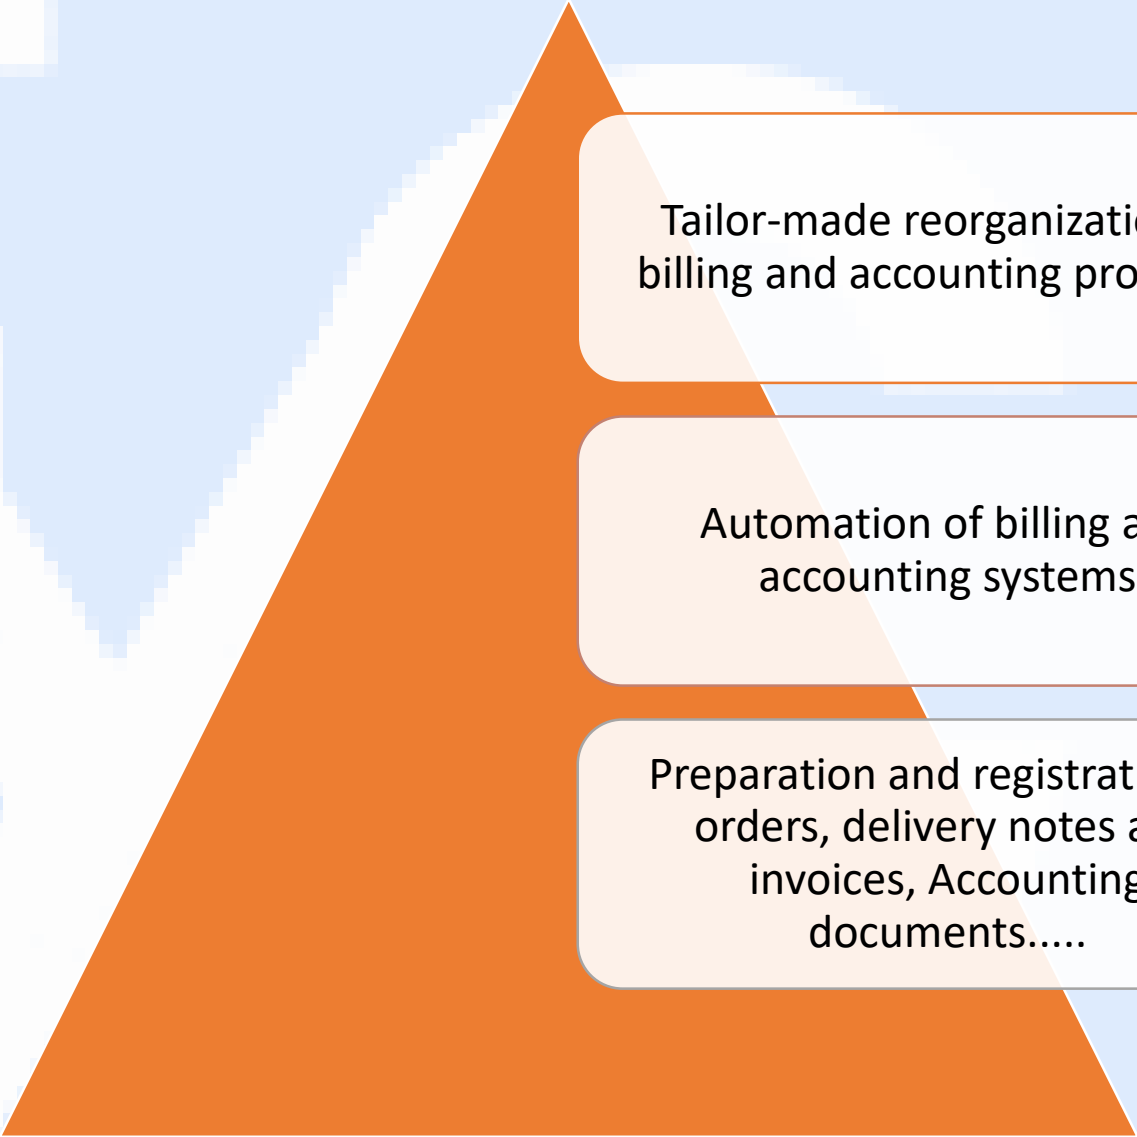 Tailor-made reorganizati
billing and accounting pro
Automation of billing a
accounting systems
Preparation and registrat
orders, delivery notes a
invoices, Accounting
documents.....